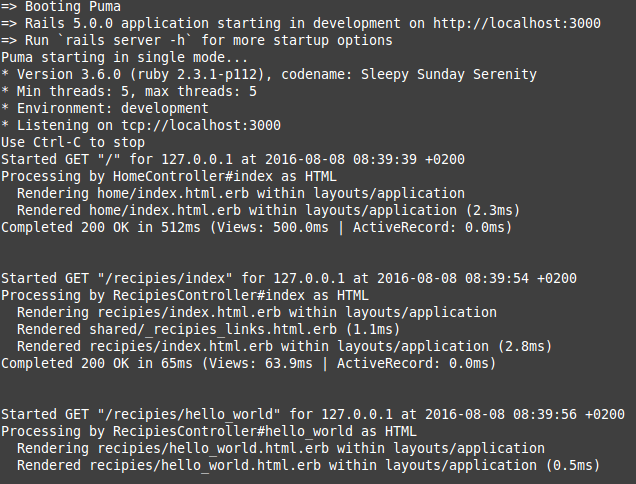 => Booting Puma
=> Rails 5.0.0 application starting in development on http://localhost:3000
=> Run `rails server -h` for more startup options
Puma starting in single mode...
* Version 3.6.0 (ruby 2.3.1-p112), codename: Sleepy Sunday Serenity
* Min threads: 5, max threads: 5
* Environment: development
* Listening on tcp://localhost:3000
Use Ctrl-C to stop
Started GET "/" for 127.0.0.1 at 2016-08-08 08:39:39 +0200
Processing by HomeController#index as HTML
  Rendering home/index.html.erb within layouts/application
  Rendered home/index.html.erb within layouts/application (2.3ms)
Completed 200 OK in 512ms (Views: 500.0ms | ActiveRecord: 0.0ms)
Started GET "/recipies/index" for 127.0.0.1 at 2016-08-08 08:39:54 +0200
Processing by RecipiesController#index as HTML
  Rendering recipies/index.html.erb within layouts/application
  Rendered shared/_recipies_links.html.erb (1.1ms)
  Rendered recipies/index.html.erb within layouts/application (2.8ms)
Completed 200 OK in 65ms (Views: 63.9ms | ActiveRecord: 0.0ms)
Started GET "/recipies/hello_world" for 127.0.0.1 at 2016-08-08 08:39:56 +0200
Processing by RecipiesController#hello_world as HTML
  Rendering recipies/hello_world.html.erb within layouts/application
  Rendered recipies/hello_world.html.erb within layouts/application (0.5ms)